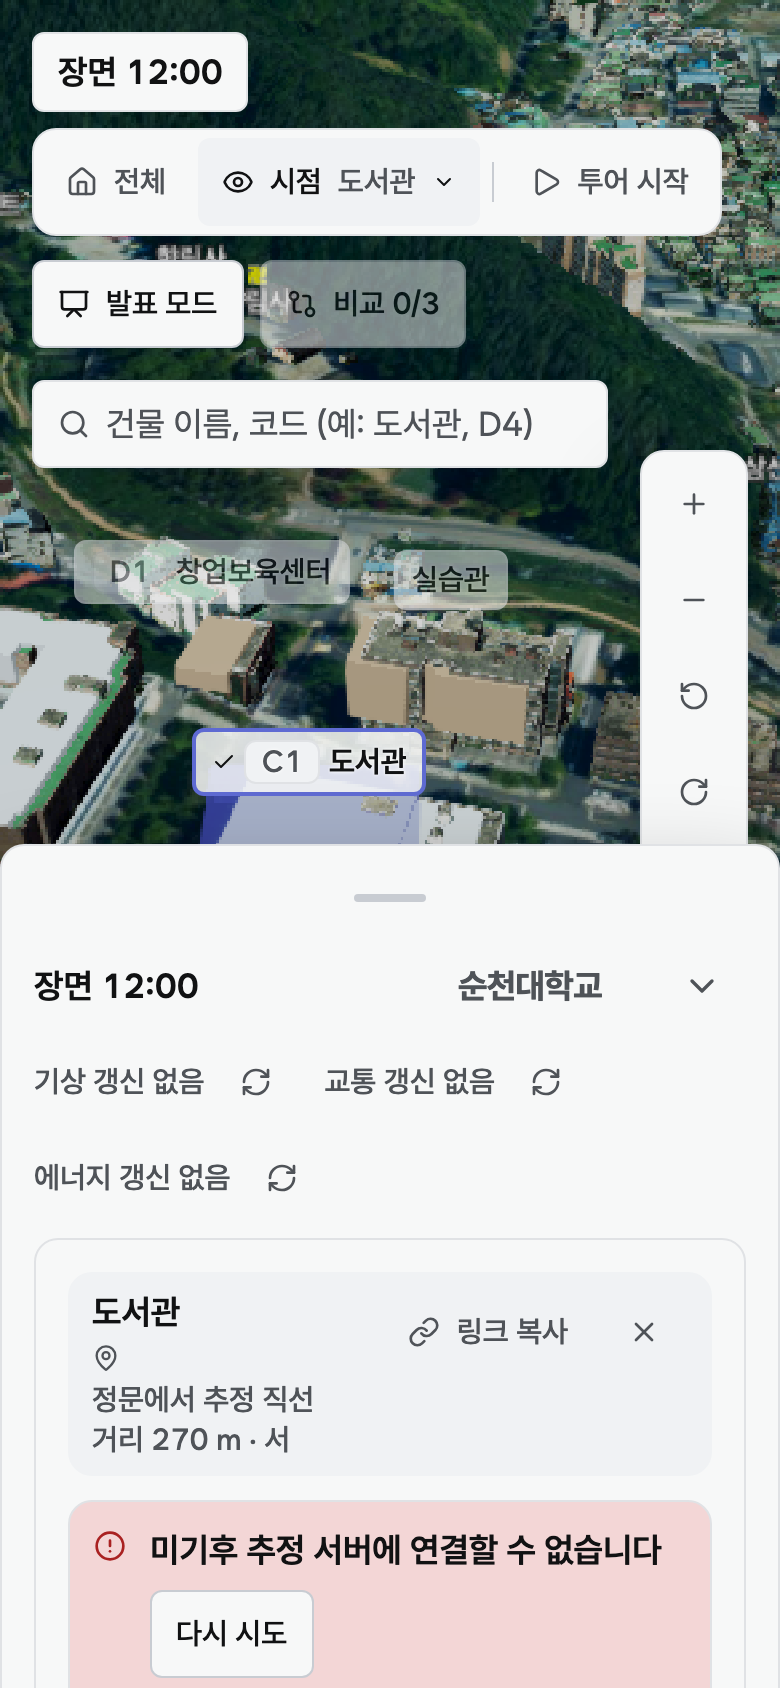 장면 12:00
전체
시점 도서관
투어 시작
발표 모드
비교 0/3
건물 이름, 코드 (예: 도서관, D4)
D1 창업보육센터
실습관
C1 도서관
장면 12:00
순천대학교
기상 갱신 없음
교통 갱신 없음
에너지 갱신 없음
도서관
링크 복사
정문에서 추정 직선
거리 270 m · 서
미기후 추정 서버에 연결할 수 없습니다
다시 시도